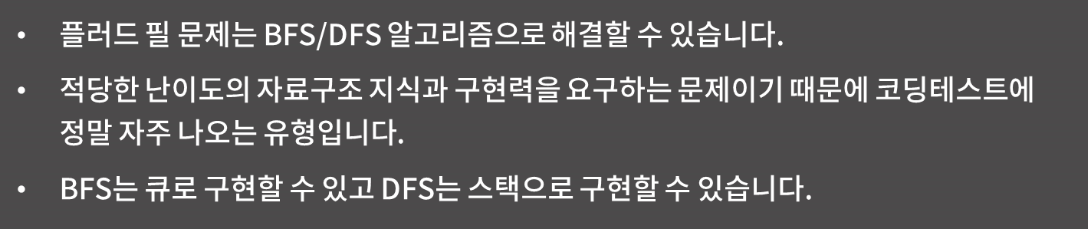 • 플러드 필 문제는 BFS/DFS 알고리즘으로 해결할 수 있습니다.
• 적당한 난이도의 자료구조 지식과 구현력을 요구하는 문제이기 때문에 코딩테스트에
정말 자주 나오는 유형입니다.
• BFS는 큐로 구현할 수 있고 DFS는 스택으로 구현할 수 있습니다.